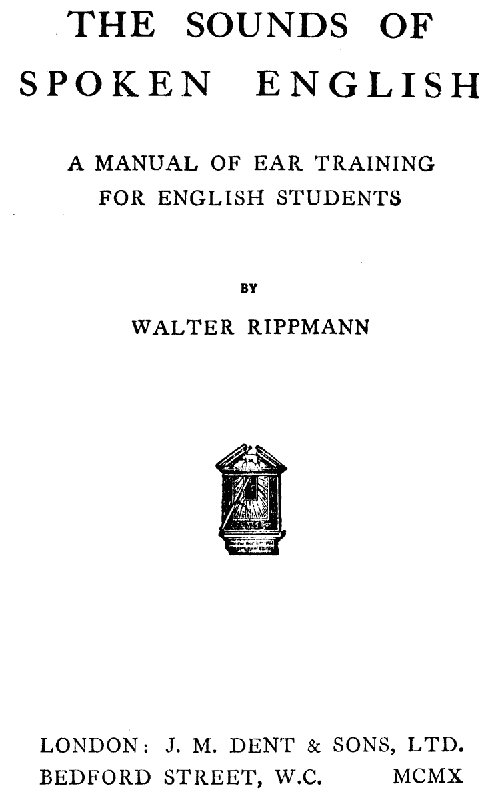 THE SOUNDS OF
SPOKEN ENGLISH
A MANUAL OF EAR TRAINING
FOR ENGLISH STUDENTS
BY
WALTER RIPPMANN
LONDON: J. M. DENT & SONS, LTD.
BEDFORD STREET, W.C. MCMX